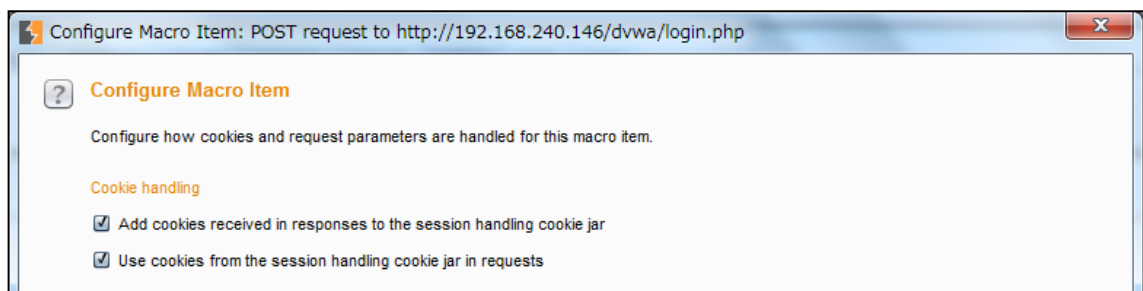 Configure Macro Item: POST request to http://192.168.240.146/dvwa/login.php
?
Configure Macro Item
Configure how cookies and request parameters are handled for this macro item.
Cookie handling
Add cookies received in responses to the session handling cookie jar
Use cookies from the session handling cookie jar in requests